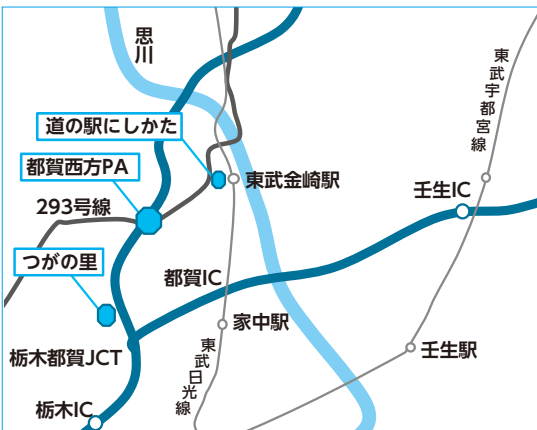 思川
東武宇都宮線
道の駅にしかた
都賀西方PA
東武金崎駅
壬生IC
293号線
つがの里
都賀IC
家中駅
壬生駅
栃木都賀JCT
東武日光線
栃木IC